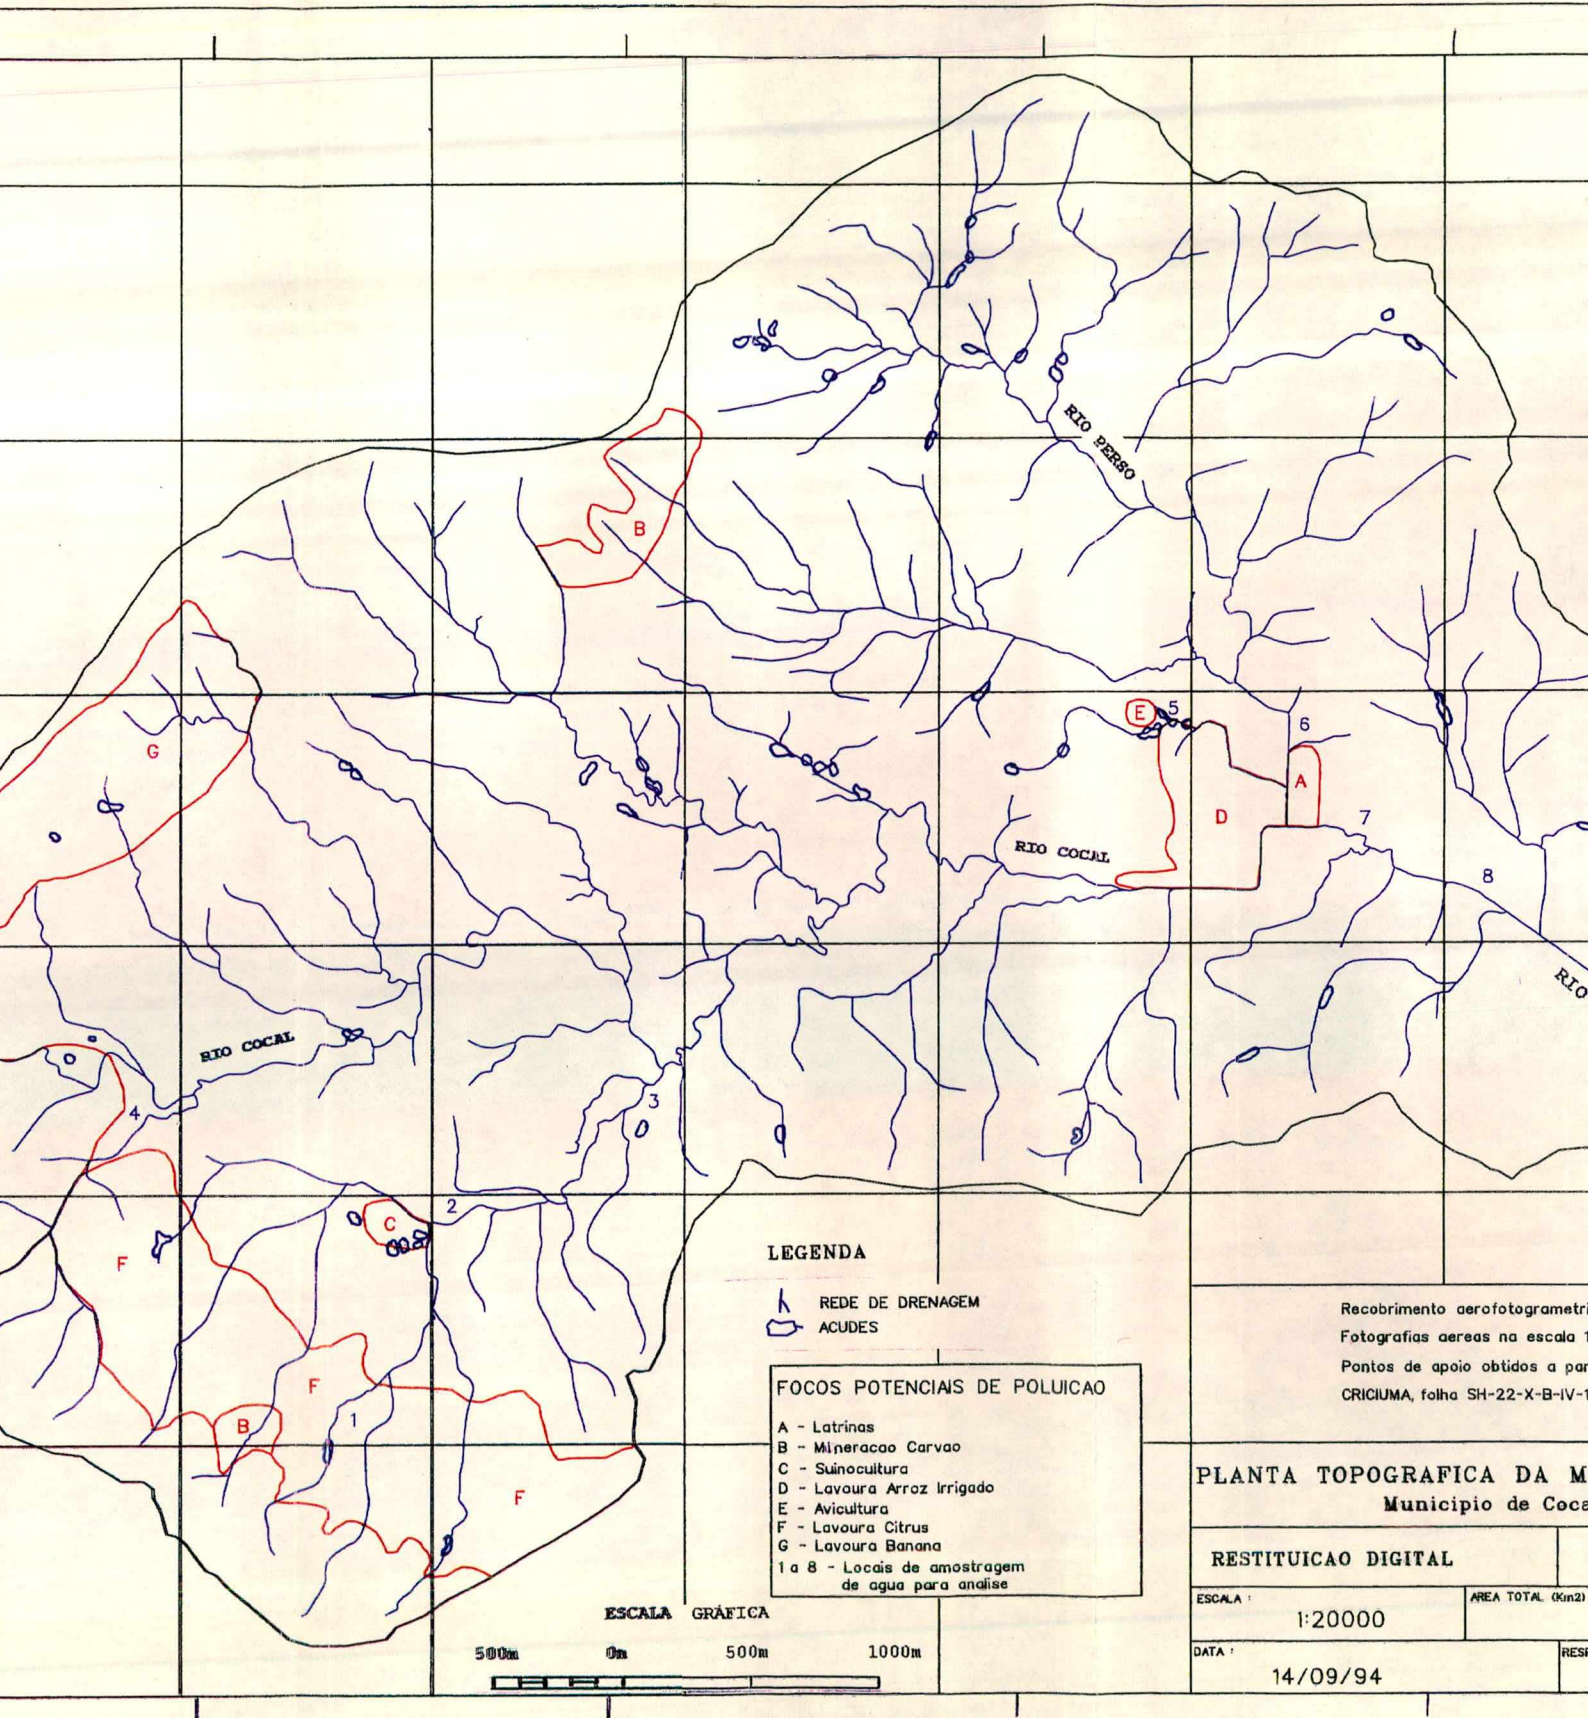 RIO PERSO
B
G
E
5
6
A
D
7
RIO COCAL
8
RIO
RIO COCAL
4
3
2
C
F
F
B
1
F
LEGENDA
REDE DE DRENAGEM
ACUDES
FOCOS POTENCIAIS DE POLUICAO
A - Latrinas
B - Mineracao Carvao
C - Suinocultura
D - Lavoura Arroz Irrigado
E - Avicultura
F - Lavoura Citrus
G - Lavoura Banana
1 a 8 - Locais de amostragem
de agua para analise
ESCALA GRÁFICA
500m 0m 500m 1000m
Recobrimento aerofotogrametri
Fotografias aereas na escala 1
Pontos de apoio obtidos a par
CRICIUMA, folha SH-22-X-B-IV-1
PLANTA TOPOGRAFICA DA M
Municipio de Coca
RESTITUICAO DIGITAL
ESCALA :
1:20000
AREA TOTAL (Km2)
DATA :
14/09/94
RESP